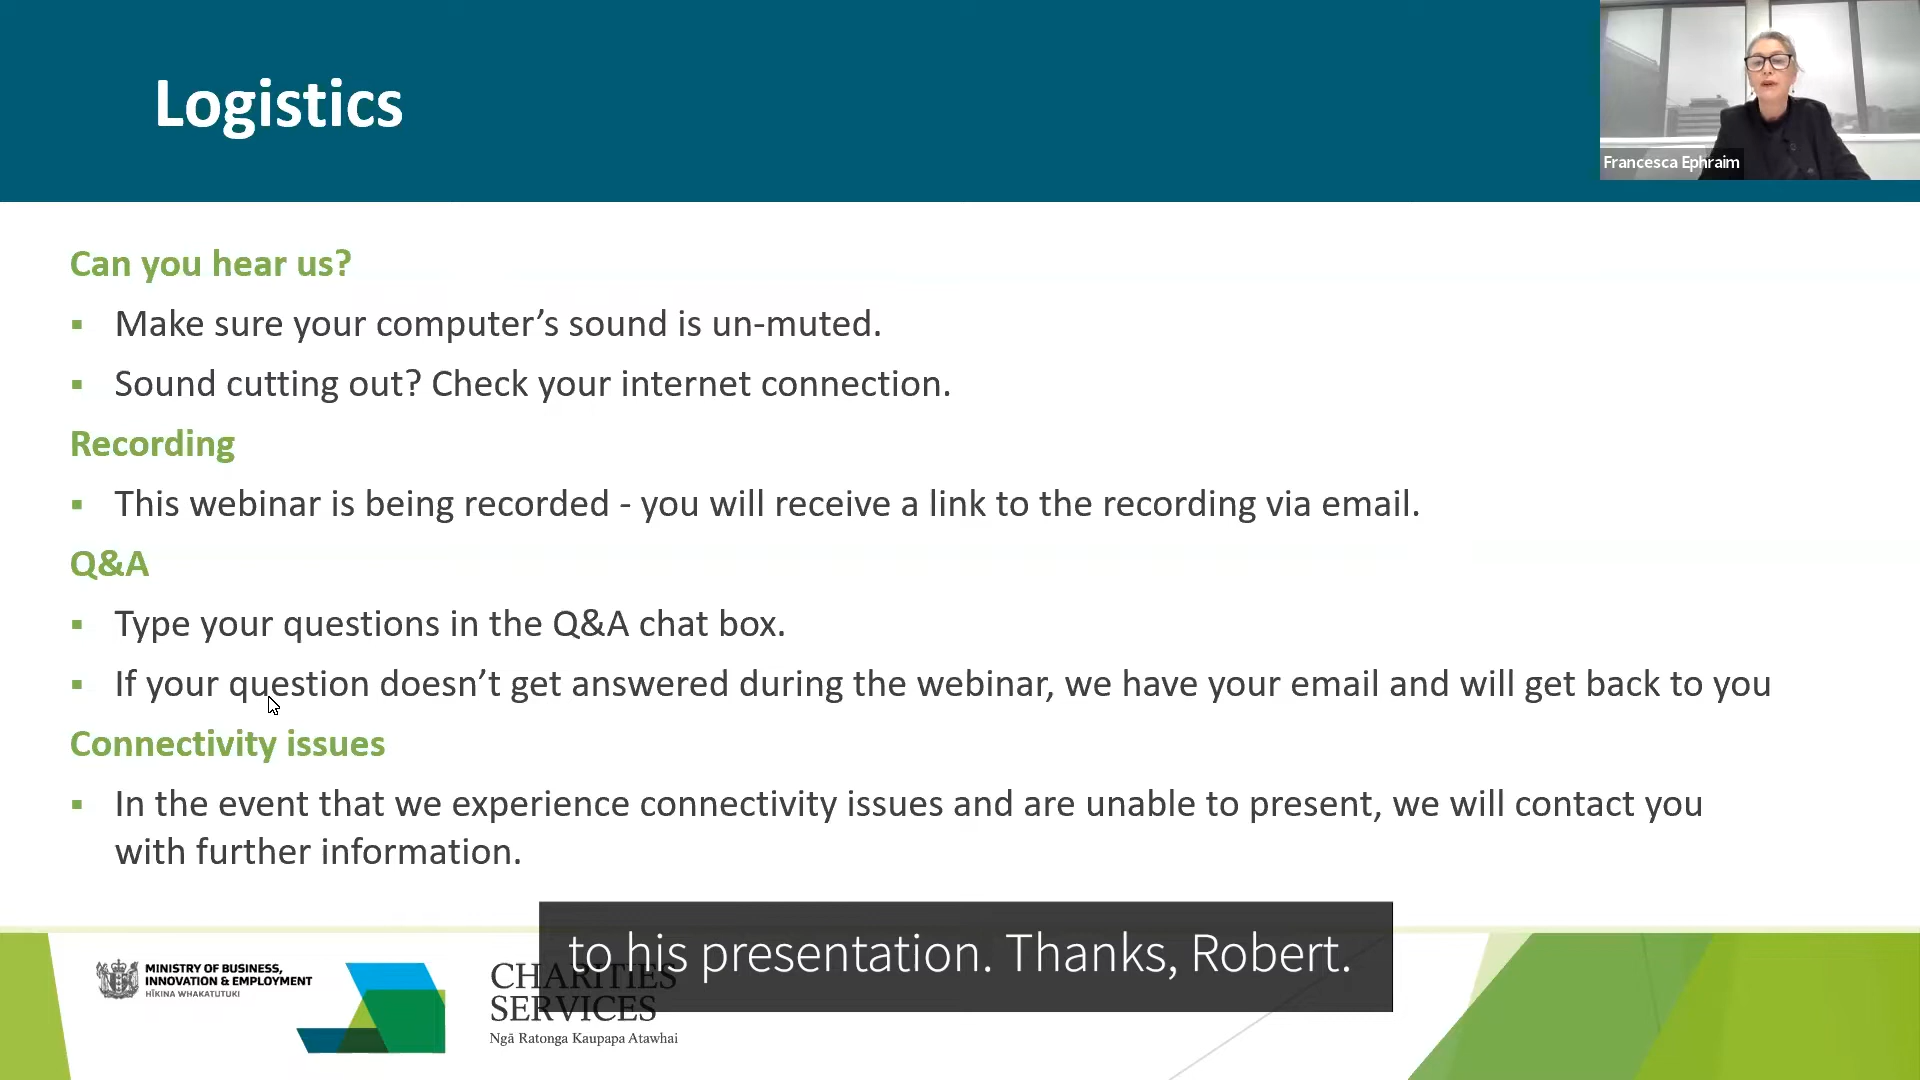 Logistics
Francesca Ephraim
Can you hear us?
▪ Make sure your computer’s sound is un-muted.
▪ Sound cutting out? Check your internet connection.
Recording
▪ This webinar is being recorded - you will receive a link to the recording via email.
Q&A
▪ Type your questions in the Q&A chat box.
▪ If your question doesn’t get answered during the webinar, we have your email and will get back to you
Connectivity issues
▪ In the event that we experience connectivity issues and are unable to present, we will contact you
with further information.
to his presentation. Thanks, Robert.
MINISTRY OF BUSINESS,
INNOVATION & EMPLOYMENT
HĪKINA WHAKATUTUKI
CHARITIES
SERVICES
Ngā Ratonga Kaupapa Atawhai